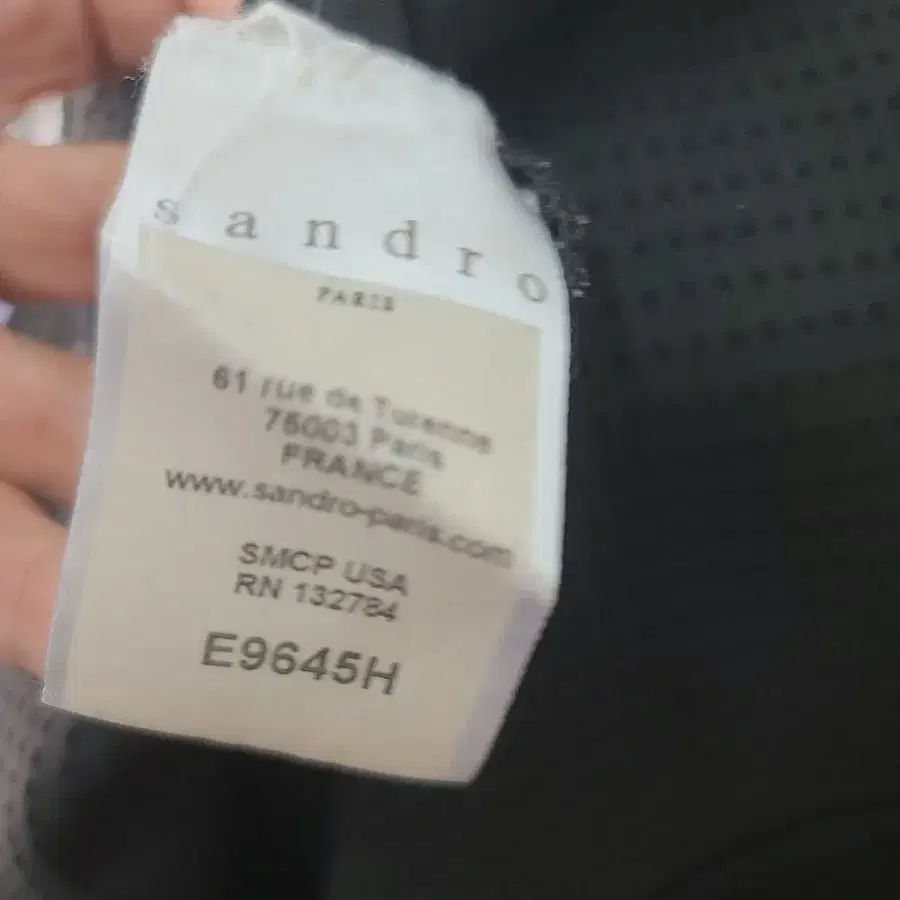 sandro
PARIS
61 rue de Turenne
75003 Paris
FRANCE
www.sandro-paris.com
SMCP USA
RN 132784
E9645H